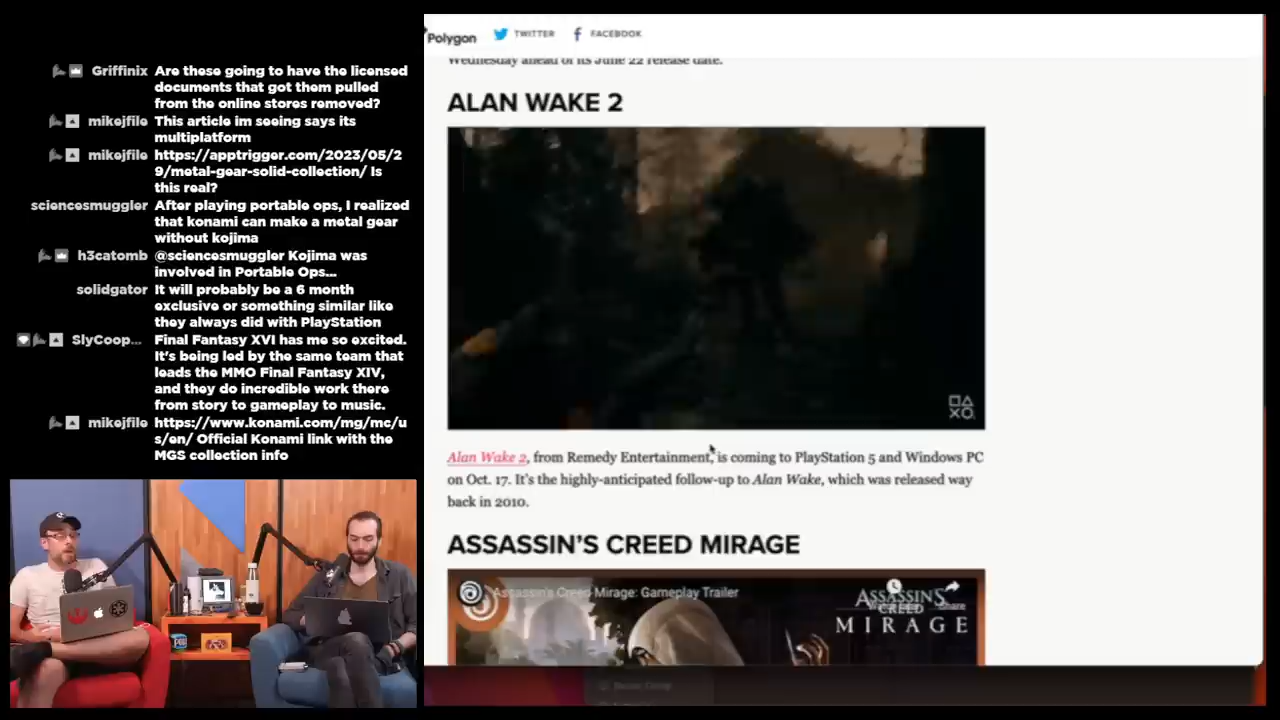 Griffinix Are these going to have the licensed
documents that got them pulled
from the online stores removed?
mikejfile This article im seeing says its
multiplatform
mikejfile https://apptrigger.com/2023/05/2
9/metal-gear-solid-collection/ Is
this real?
sciencesmuggler After playing portable ops, I realized
that konami can make a metal gear
without kojima
h3catomb @sciencesmuggler Kojima was
involved in Portable Ops...
solidgator It will probably be a 6 month
exclusive or something similar like
they always did with PlayStation
SlyCoop... Final Fantasy XVI has me so excited.
It's being led by the same team that
leads the MMO Final Fantasy XIV,
and they do incredible work there
from story to gameplay to music.
mikejfile https://www.konami.com/mg/mc/u
s/en/ Official Konami link with the
MGS collection info
Polygon TWITTER FACEBOOK
Wednesday ahead of its June 22 release date.
ALAN WAKE 2
Alan Wake 2, from Remedy Entertainment, is coming to PlayStation 5 and Windows PC
on Oct. 17. It's the highly-anticipated follow-up to Alan Wake, which was released way
back in 2010.
ASSASSIN'S CREED MIRAGE
Assassin's Creed Mirage: Gameplay Trailer
Share
ASSASSIN'S
CREED
MIRAGE